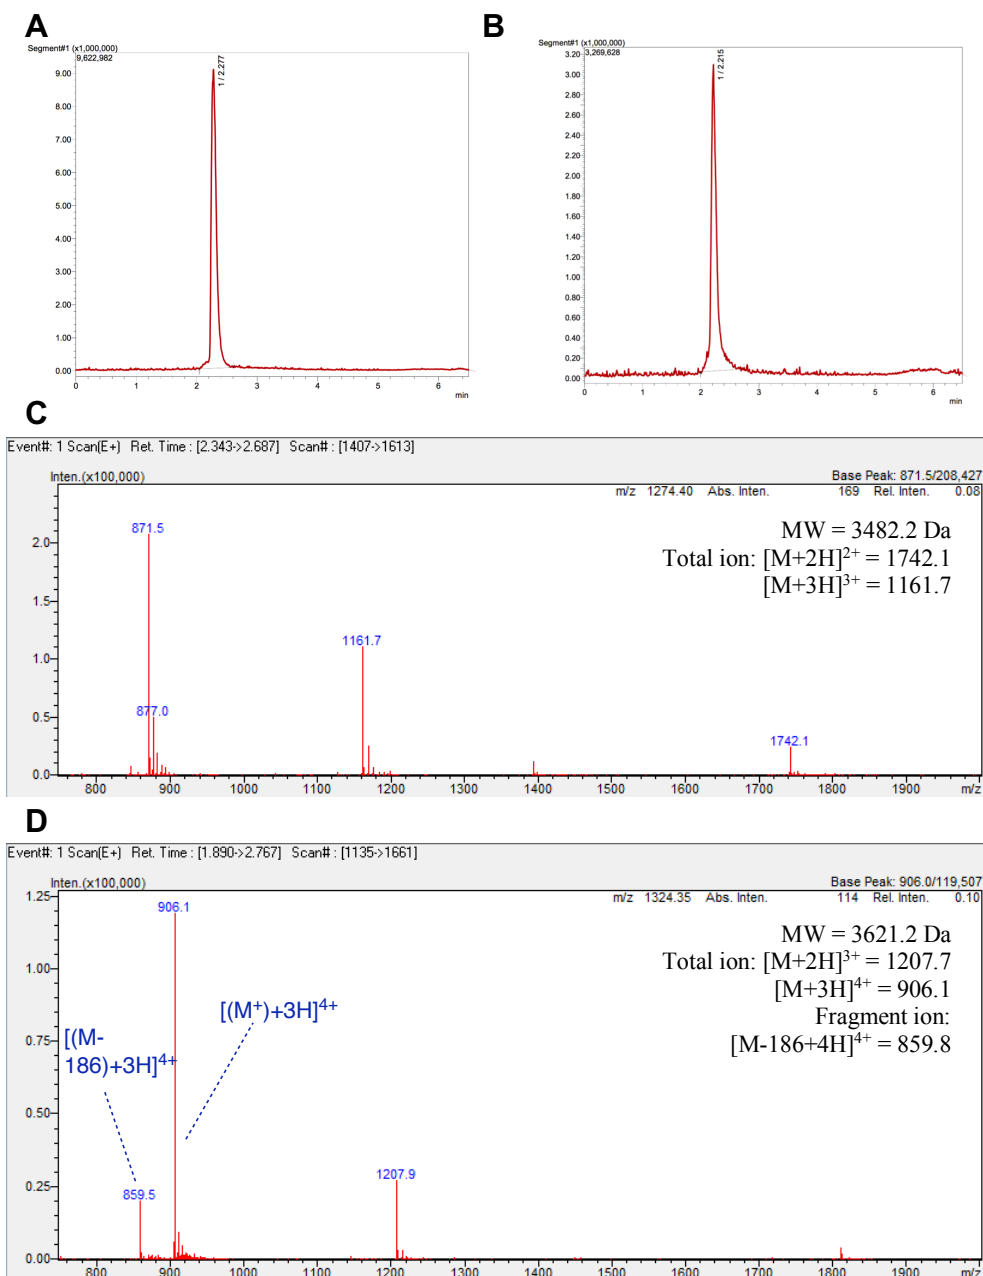 A
Segment#1 (x1,000,000)
9,622,982
1 / 2.277
9.00
8.00
7.00
6.00
5.00
4.00
3.00
2.00
1.00
0.00
0 1 2 3 4 5 6
min
B
Segment#1 (x1,000,000)
3,269,628
1 / 2.215
3.20
3.00
2.80
2.60
2.40
2.20
2.00
1.80
1.60
1.40
1.20
1.00
0.80
0.60
0.40
0.20
0.00
0 1 2 3 4 5 6
min
C
Event#: 1 Scan(E+) Ret. Time : [2.343->2.687] Scan# : [1407->1613]
Inten.(x100,000)
Base Peak: 871.5/208,427
m/z 1274.40 Abs. Inten. 169 Rel. Inten. 0.08
871.5
MW = 3482.2 Da
Total ion: [M+2H]2+ = 1742.1
[M+3H]3+ = 1161.7
2.0
1.5
1161.7
1.0
877.0
0.5
1742.1
0.0
800 900 1000 1100 1200 1300 1400 1500 1600 1700 1800 1900 m/z
D
Event#: 1 Scan(E+) Ret. Time : [1.890->2.767] Scan# : [1135->1661]
Inten.(x100,000)
Base Peak: 906.0/119,507
m/z 1324.35 Abs. Inten. 114 Rel. Inten. 0.10
1.25
906.1
MW = 3621.2 Da
Total ion: [M+2H]3+ = 1207.7
[M+3H]4+ = 906.1
Fragment ion:
[M-186+4H]4+ = 859.8
1.00
[(M+)+3H]4+
[(M-
186)+3H]4+
0.75
0.50
0.25
1207.9
859.5
0.00
800 900 1000 1100 1200 1300 1400 1500 1600 1700 1800 1900 m/z